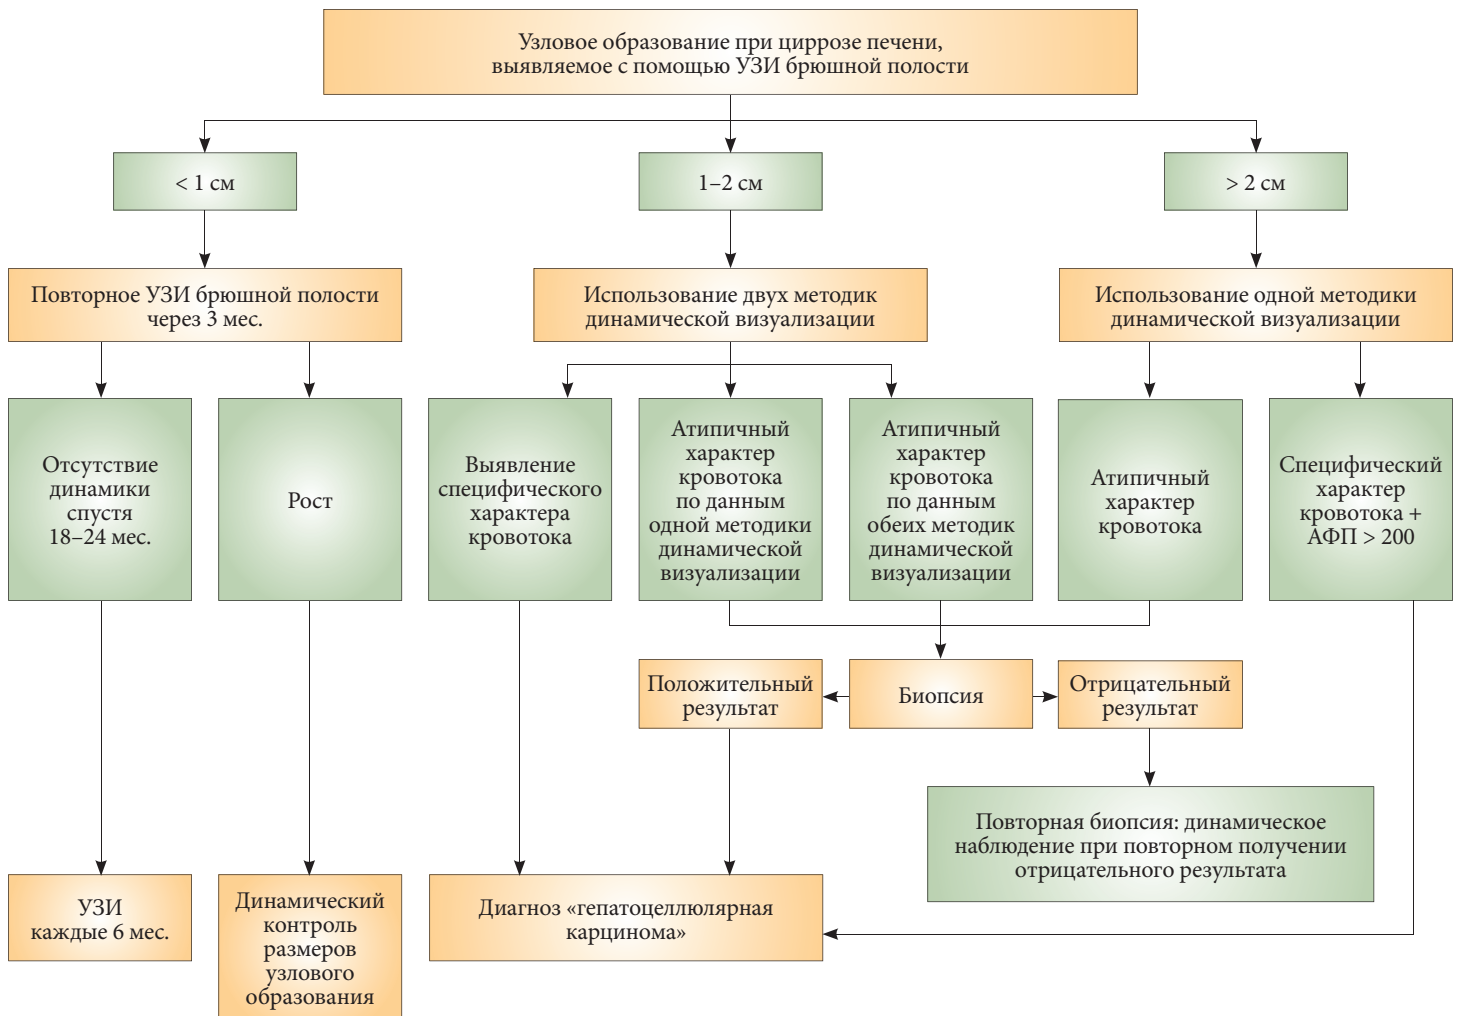 Узловое образование при циррозе печени,
выявляемое с помощью УЗИ брюшной полости
< 1 см
1–2 см
> 2 см
Повторное УЗИ брюшной полости
через 3 мес.
Использование двух методик
динамической визуализации
Использование одной методики
динамической визуализации
Отсутствие
динамики
спустя
18–24 мес.
Рост
Выявление
специфического
характера
кровотока
Атипичный
характер
кровотока
по данным
одной методики
динамической
визуализации
Атипичный
характер
кровотока
по данным
обеих методик
динамической
визуализации
Атипичный
характер
кровотока
Специфический
характер
кровотока +
АФП > 200
Положительный
результат
Биопсия
Отрицательный
результат
Повторная биопсия: динамическое
наблюдение при повторном получении
отрицательного результата
УЗИ
каждые 6 мес.
Динамический
контроль
размеров
узлового
образования
Диагноз «гепатоцеллюлярная
карцинома»